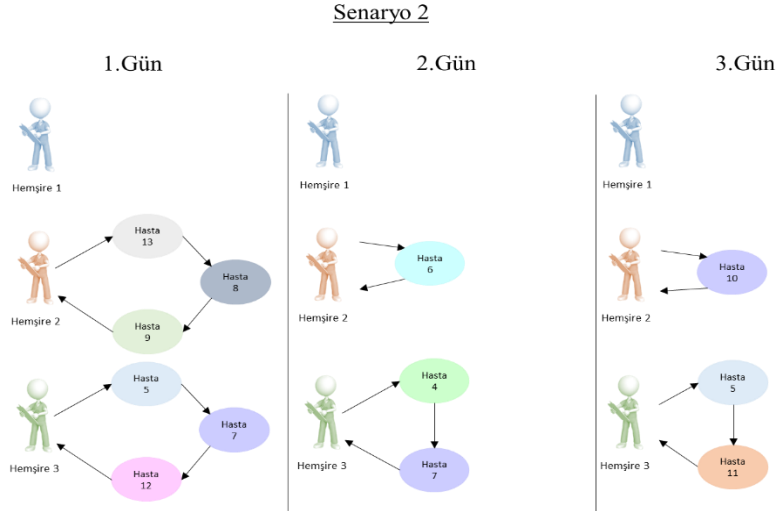 Senaryo 2
1.Gün
2.Gün
3.Gün
Hemşire 1
Hasta
13
Hasta
8
Hemşire 2
Hasta
9
Hasta
5
Hasta
7
Hemşire 3
Hasta
12
Hemşire 1
Hasta
6
Hemşire 2
Hasta
4
Hemşire 3
Hasta
7
Hemşire 1
Hasta
10
Hemşire 2
Hasta
5
Hemşire 3
Hasta
11